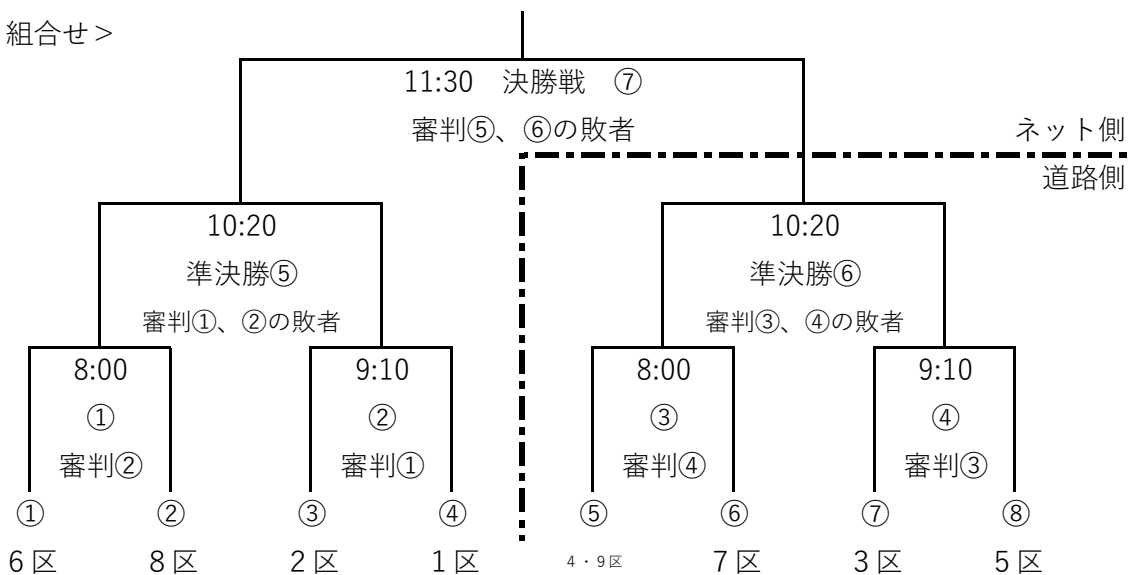 組合せ＞
11:30　決勝戦　⑦
審判⑤、⑥の敗者
ネット側
道路側
10:20
準決勝⑤
審判①、②の敗者
10:20
準決勝⑥
審判③、④の敗者
8:00
①
審判②
9:10
②
審判①
8:00
③
審判④
9:10
④
審判③
① ② ③ ④ ⑤ ⑥ ⑦ ⑧
6区 8区 2区 1区 4・9区 7区 3区 5区